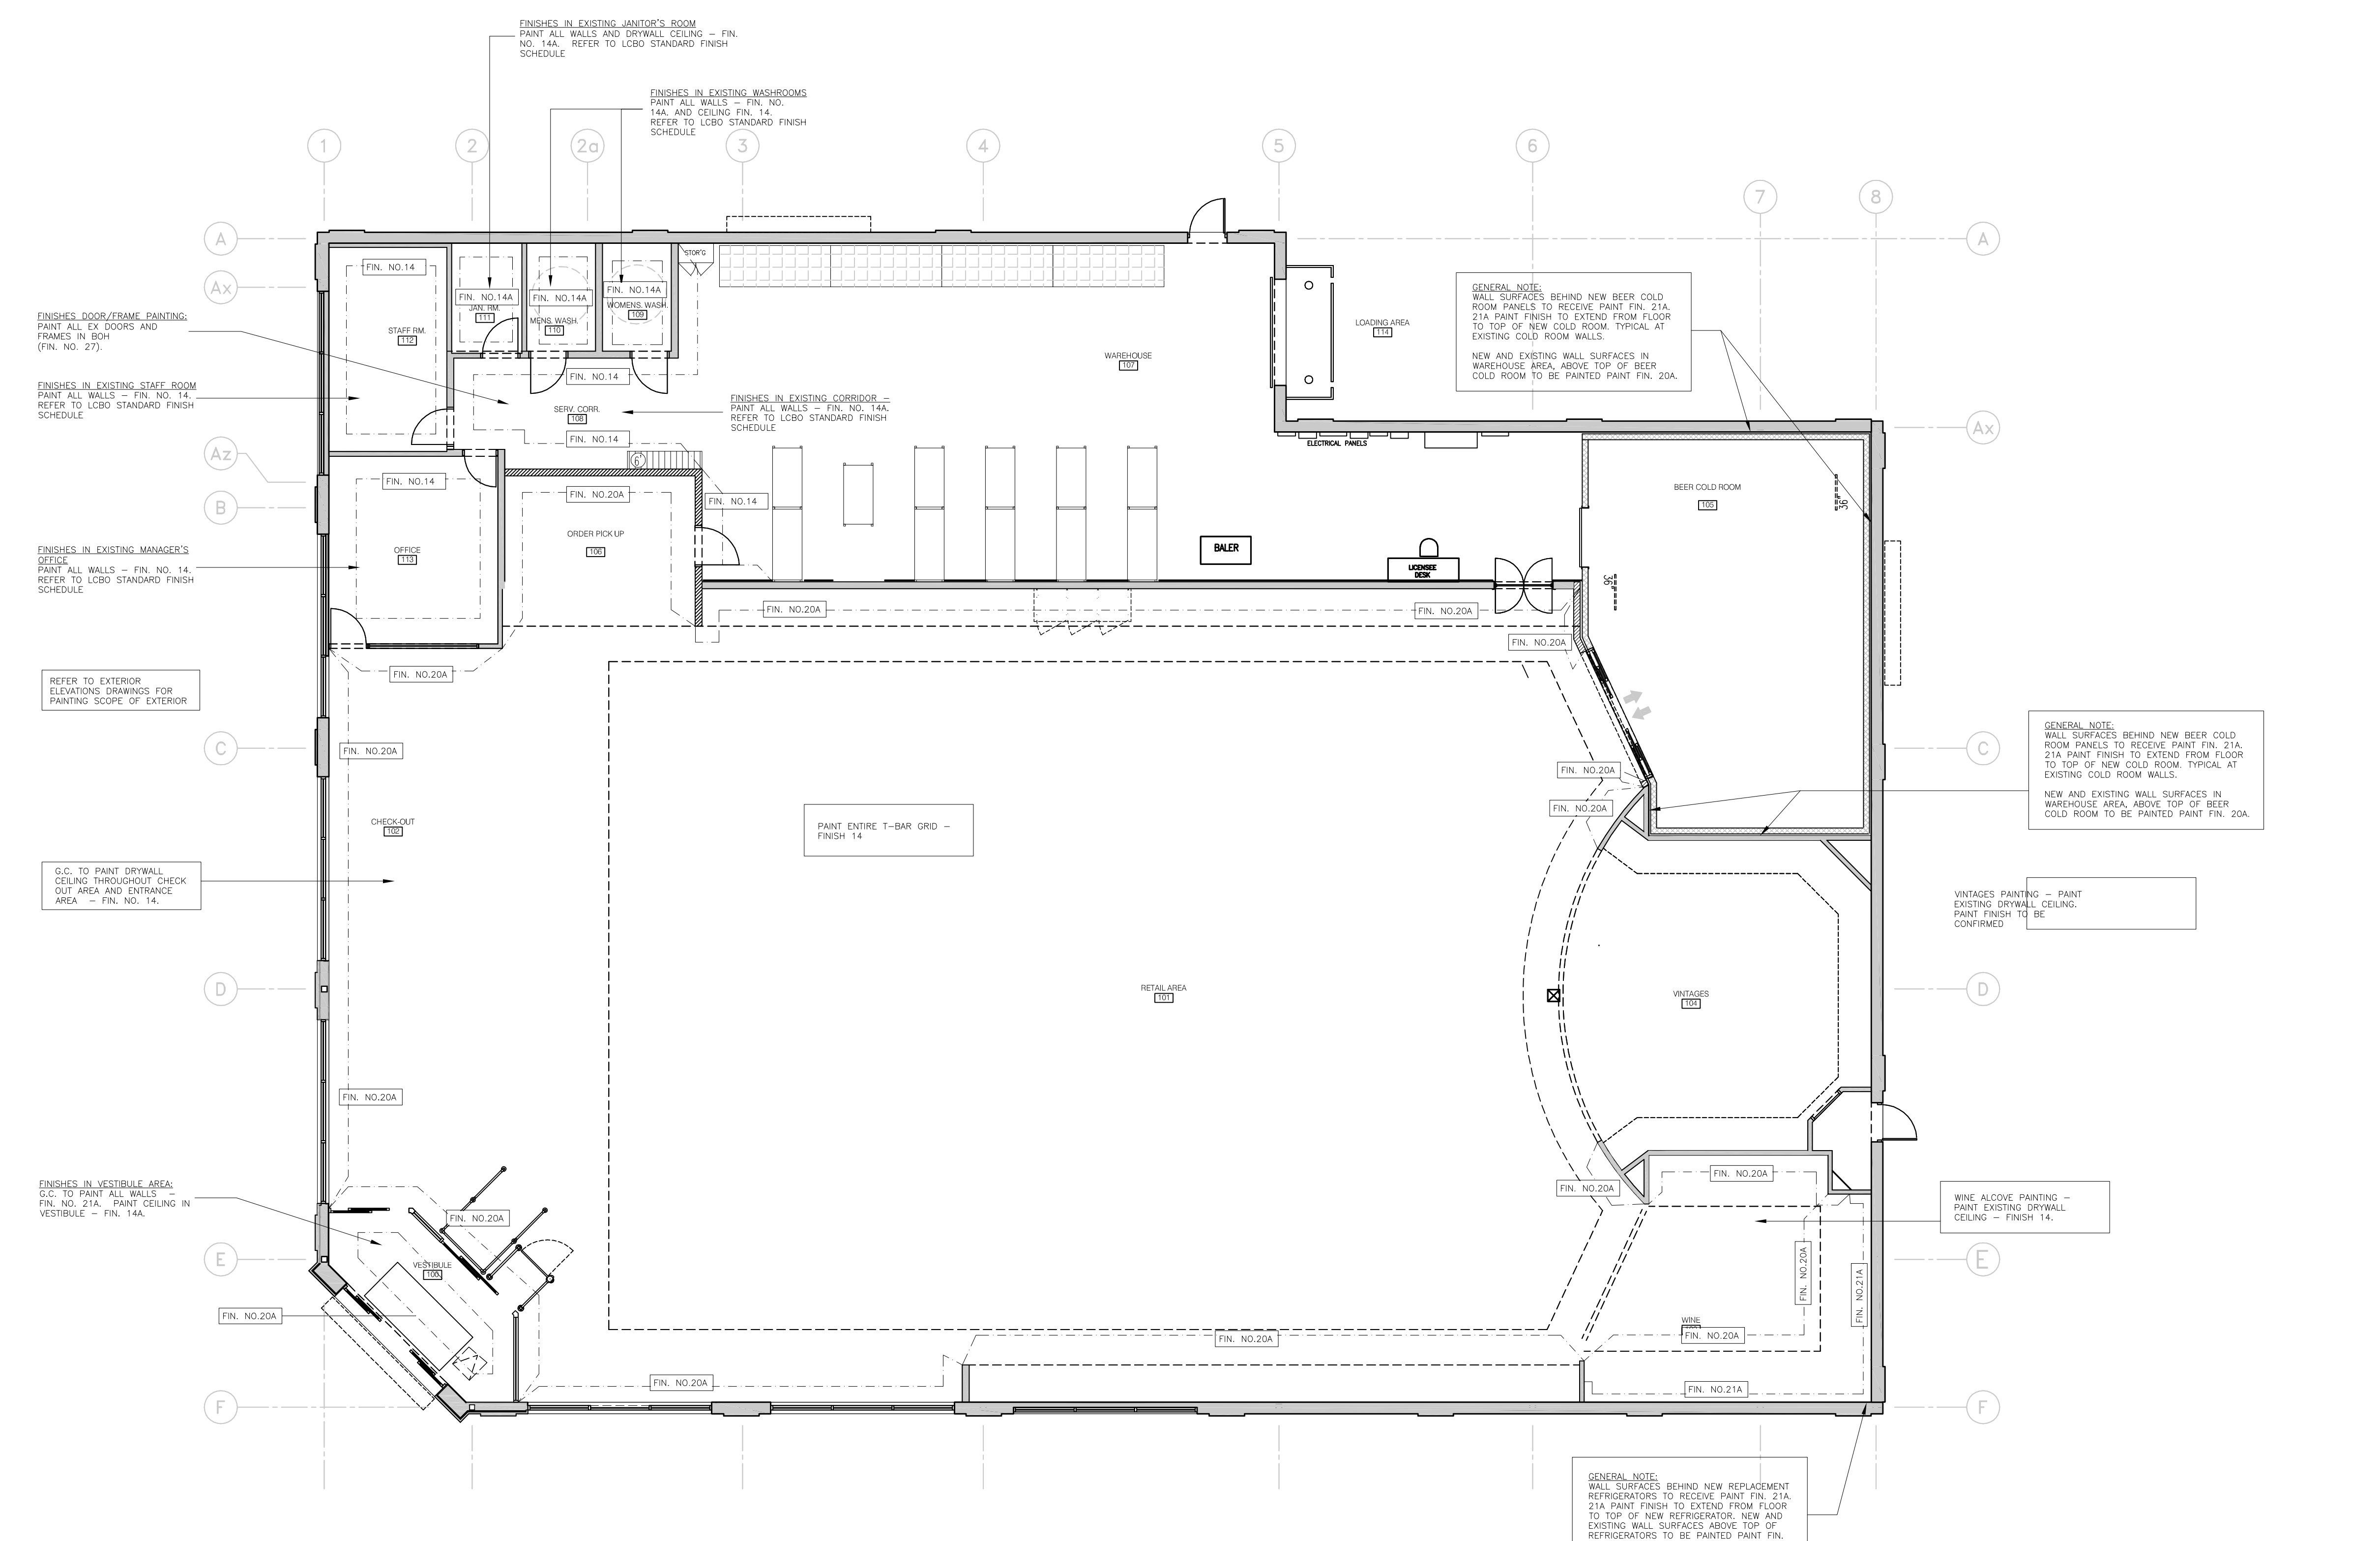 FINISHES IN EXISTING JANITOR'S ROOM
PAINT ALL WALLS AND DRYWALL CEILING – FIN.
NO. 14A. REFER TO LCBO STANDARD FINISH
SCHEDULE
FINISHES IN EXISTING WASHROOMS
PAINT ALL WALLS – FIN. NO.
14A. AND CEILING FIN. 14.
REFER TO LCBO STANDARD FINISH
SCHEDULE
1
2
2a
3
4
5
6
7
8
A
A
Ax
STOR'G
FIN. NO.14
FIN. NO.14A
JAN. RM.
111
FIN. NO.14A
MENS. WASH.
110
FIN. NO.14A
WOMENS. WASH.
109
GENERAL NOTE:
WALL SURFACES BEHIND NEW BEER COLD
ROOM PANELS TO RECEIVE PAINT FIN. 21A.
21A PAINT FINISH TO EXTEND FROM FLOOR
TO TOP OF NEW COLD ROOM. TYPICAL AT
EXISTING COLD ROOM WALLS.
NEW AND EXISTING WALL SURFACES IN
WAREHOUSE AREA, ABOVE TOP OF BEER
COLD ROOM TO BE PAINTED PAINT FIN. 20A.
FINISHES DOOR/FRAME PAINTING:
PAINT ALL EX DOORS AND
FRAMES IN BOH
(FIN. NO. 27).
STAFF RM.
112
LOADING AREA
114
WAREHOUSE
107
FIN. NO.14
FINISHES IN EXISTING STAFF ROOM
PAINT ALL WALLS – FIN. NO. 14.
REFER TO LCBO STANDARD FINISH
SCHEDULE
SERV. CORR.
108
FINISHES IN EXISTING CORRIDOR –
PAINT ALL WALLS – FIN. NO. 14A.
REFER TO LCBO STANDARD FINISH
SCHEDULE
FIN. NO.14
Ax
ELECTRICAL PANELS
Az
6'
FIN. NO.14
FIN. NO.20A
FIN. NO.14
BEER COLD ROOM
105
36"
B
ORDER PICK UP
106
FINISHES IN EXISTING MANAGER'S
OFFICE
PAINT ALL WALLS – FIN. NO. 14.
REFER TO LCBO STANDARD FINISH
SCHEDULE
OFFICE
113
BALER
LICENSEE
DESK
36"
FIN. NO.20A
FIN. NO.20A
FIN. NO.20A
FIN. NO.20A
REFER TO EXTERIOR
ELEVATIONS DRAWINGS FOR
PAINTING SCOPE OF EXTERIOR
C
FIN. NO.20A
C
GENERAL NOTE:
WALL SURFACES BEHIND NEW BEER COLD
ROOM PANELS TO RECEIVE PAINT FIN. 21A.
21A PAINT FINISH TO EXTEND FROM FLOOR
TO TOP OF NEW COLD ROOM. TYPICAL AT
EXISTING COLD ROOM WALLS.
NEW AND EXISTING WALL SURFACES IN
WAREHOUSE AREA, ABOVE TOP OF BEER
COLD ROOM TO BE PAINTED PAINT FIN. 20A.
FIN. NO.20A
FIN. NO.20A
CHECK-OUT
102
PAINT ENTIRE T-BAR GRID –
FINISH 14
G.C. TO PAINT DRYWALL
CEILING THROUGHOUT CHECK
OUT AREA AND ENTRANCE
AREA – FIN. NO. 14.
VINTAGES PAINTING – PAINT
EXISTING DRYWALL CEILING.
PAINT FINISH TO BE
CONFIRMED
D
RETAIL AREA
101
VINTAGES
104
D
FIN. NO.20A
FINISHES IN VESTIBULE AREA:
G.C. TO PAINT ALL WALLS –
FIN. NO. 21A. PAINT CEILING IN
VESTIBULE – FIN. 14A.
FIN. NO.20A
FIN. NO.20A
FIN. NO.20A
WINE ALCOVE PAINTING –
PAINT EXISTING DRYWALL
CEILING – FINISH 14.
E
VESTIBULE
100
FIN. NO.20A
FIN. NO.21A
E
FIN. NO.20A
WINE
FIN. NO.20A
FIN. NO.20A
FIN. NO.20A
FIN. NO.21A
F
F
GENERAL NOTE:
WALL SURFACES BEHIND NEW REPLACEMENT
REFRIGERATORS TO RECEIVE PAINT FIN. 21A.
21A PAINT FINISH TO EXTEND FROM FLOOR
TO TOP OF NEW REFRIGERATOR. NEW AND
EXISTING WALL SURFACES ABOVE TOP OF
REFRIGERATORS TO BE PAINTED PAINT FIN.